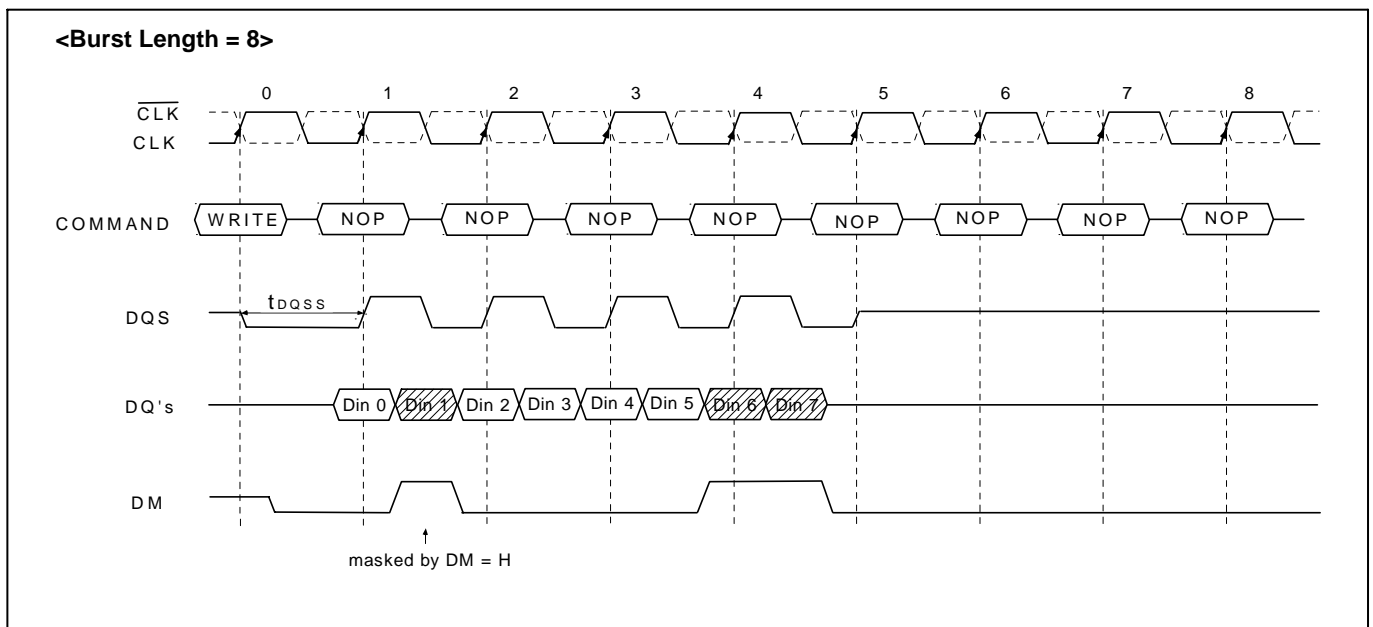 <Burst Length = 8>
0 1 2 3 4 5 6 7 8
CLK
CLK
COMMAND WRITE NOP NOP NOP NOP NOP NOP NOP NOP
DQS tDQSS
DQ's Din 0 Din 1 Din 2 Din 3 Din 4 Din 5 Din 6 Din 7
DM
masked by DM = H